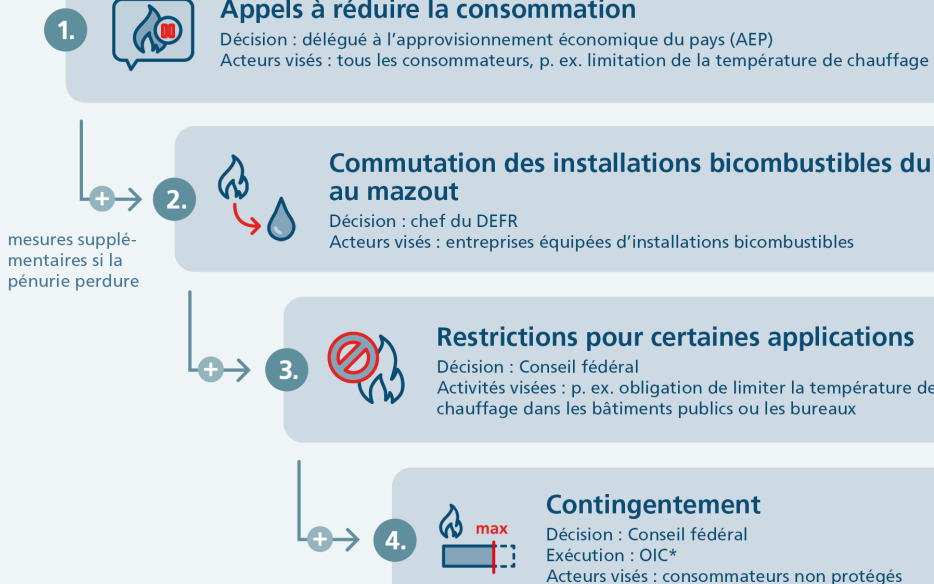 1.
Appels à réduire la consommation
Décision : délégué à l’approvisionnement économique du pays (AEP)
Acteurs visés : tous les consommateurs, p. ex. limitation de la température de chauffage
+
2.
Commutation des installations bicombustibles du
au mazout
Décision : chef du DEFR
Acteurs visés : entreprises équipées d’installations bicombustibles
mesures supplé-
mentaires si la
pénurie perdure
+
3.
Restrictions pour certaines applications
Décision : Conseil fédéral
Activités visées : p. ex. obligation de limiter la température de
chauffage dans les bâtiments publics ou les bureaux
+
4.
max
Contingentement
Décision : Conseil fédéral
Exécution : OIC*
Acteurs visés : consommateurs non protégés